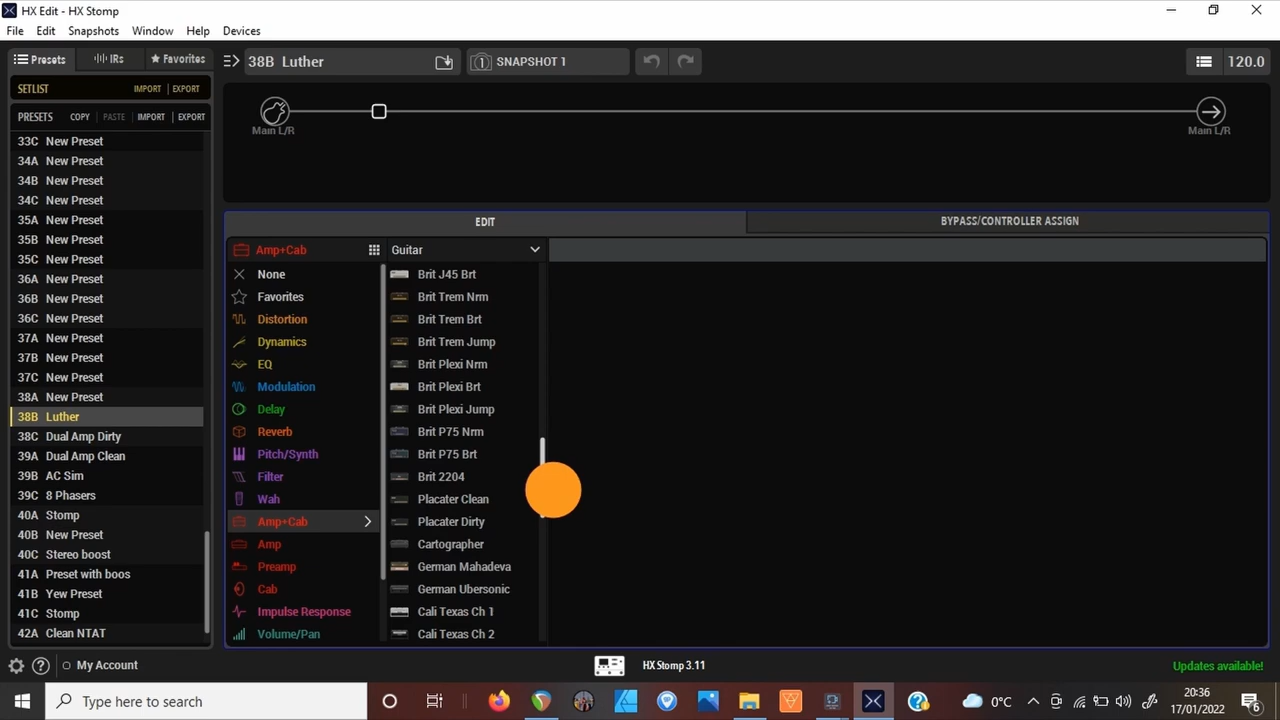 HX Edit - HX Stomp
File Edit Snapshots Window Help Devices
Presets IRs Favorites
38B Luther
1 SNAPSHOT 1
120.0
SETLIST IMPORT EXPORT
PRESETS COPY PASTE IMPORT EXPORT
33C New Preset
34A New Preset
34B New Preset
34C New Preset
35A New Preset
35B New Preset
35C New Preset
36A New Preset
36B New Preset
36C New Preset
37A New Preset
37B New Preset
37C New Preset
38A New Preset
38B Luther
38C Dual Amp Dirty
39A Dual Amp Clean
39B AC Sim
39C 8 Phasers
40A Stomp
40B New Preset
40C Stereo boost
41A Preset with boos
41B Yew Preset
41C Stomp
42A Clean NTAT
Main L/R
Main L/R
EDIT
BYPASS/CONTROLLER ASSIGN
Amp+Cab
Guitar
None
Favorites
Distortion
Dynamics
EQ
Modulation
Delay
Reverb
Pitch/Synth
Filter
Wah
Amp+Cab
Amp
Preamp
Cab
Impulse Response
Volume/Pan
Brit J45 Brt
Brit Trem Nrm
Brit Trem Brt
Brit Trem Jump
Brit Plexi Nrm
Brit Plexi Brt
Brit Plexi Jump
Brit P75 Nrm
Brit P75 Brt
Brit 2204
Placater Clean
Placater Dirty
Cartographer
German Mahadeva
German Ubersonic
Cali Texas Ch 1
Cali Texas Ch 2
My Account
HX Stomp 3.11
Updates available!
Type here to search
0°C
20:36
17/01/2022
6